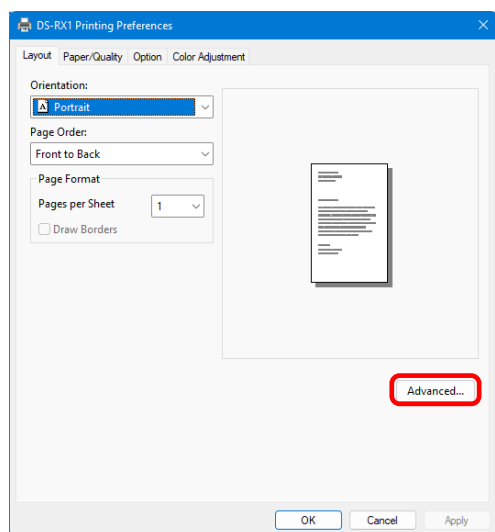 DS-RX1 Printing Preferences
Layout Paper/Quality Option Color Adjustment
Orientation:
A Portrait
Page Order:
Front to Back
Page Format
Pages per Sheet 1
Draw Borders
Advanced...
OK Cancel Apply